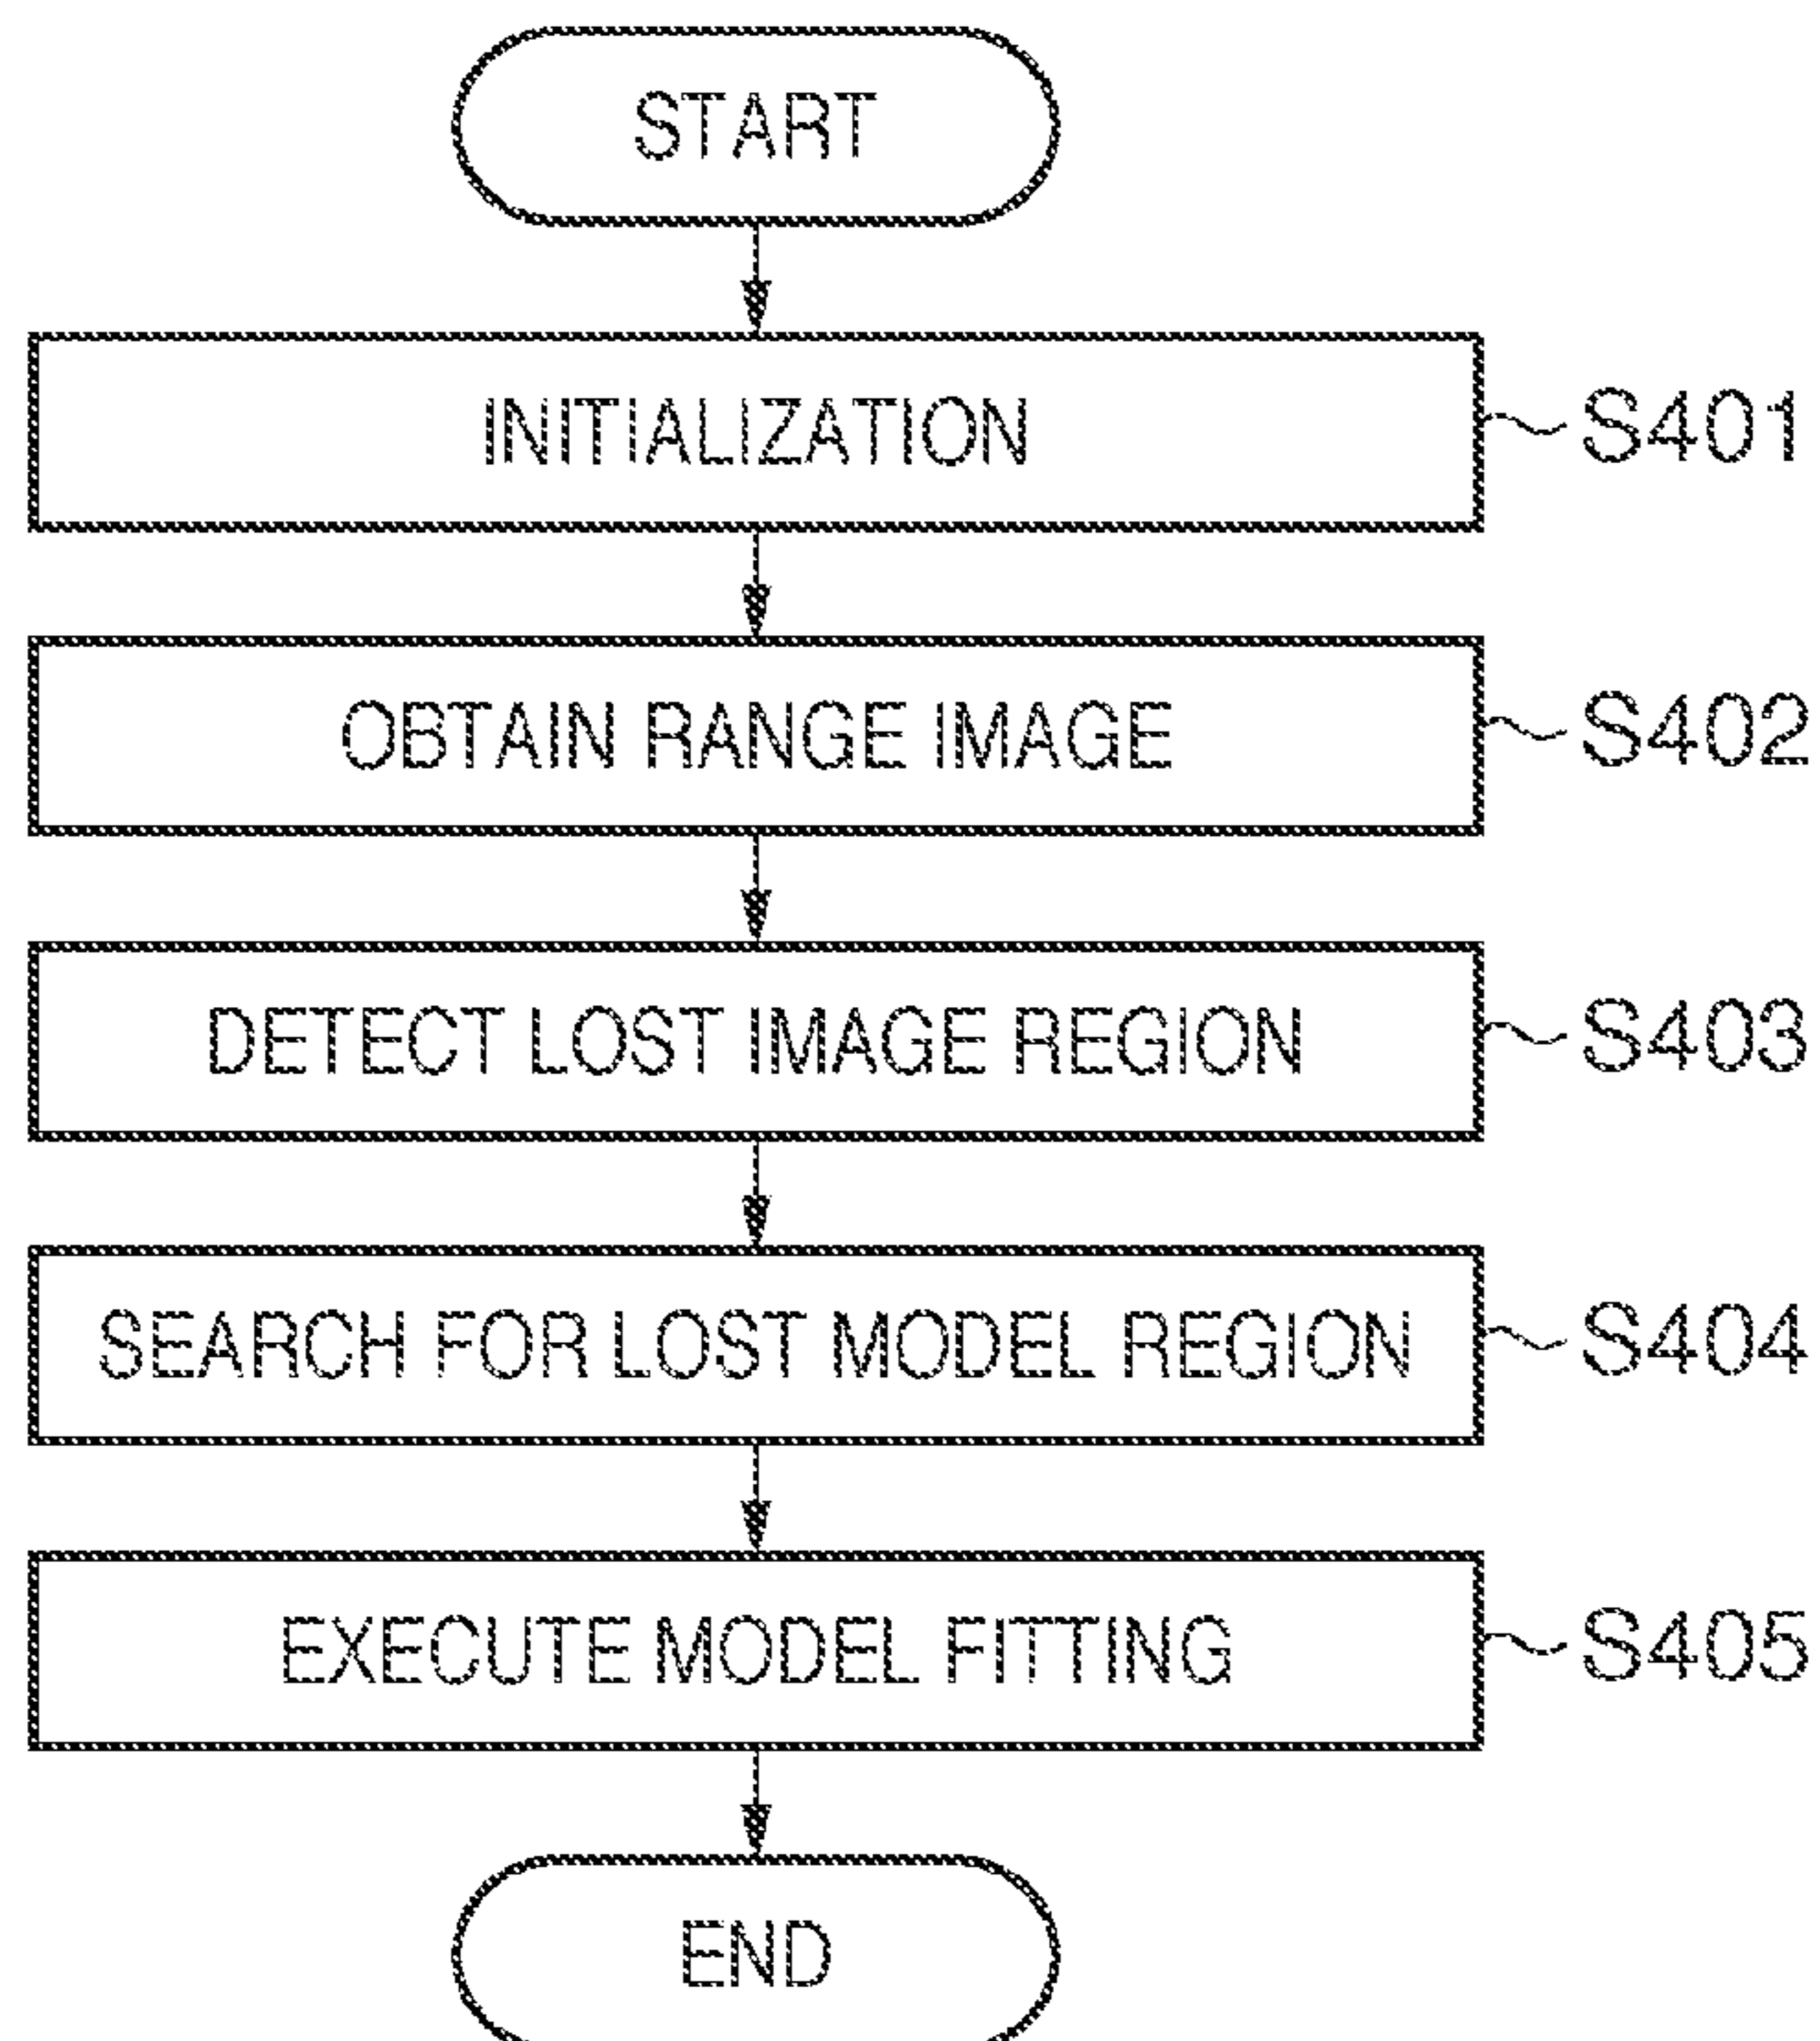 START
INITIALIZATION
S401
OBTAIN RANGE IMAGE
S402
DETECT LOST IMAGE REGION
S403
SEARCH FOR LOST MODEL REGION
S404
EXECUTE MODEL FITTING
S405
END